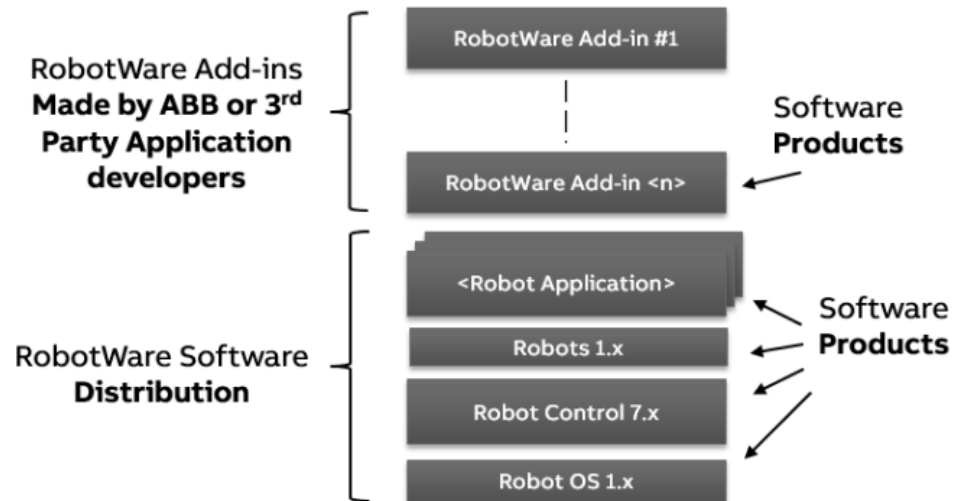 RobotWare Add-ins
Made by ABB or 3rd
Party Application
developers
RobotWare Add-in #1
RobotWare Add-in <n>
Software
Products
RobotWare Software
Distribution
<Robot Application>
Robots 1.x
Robot Control 7.x
Robot OS 1.x
Software
Products